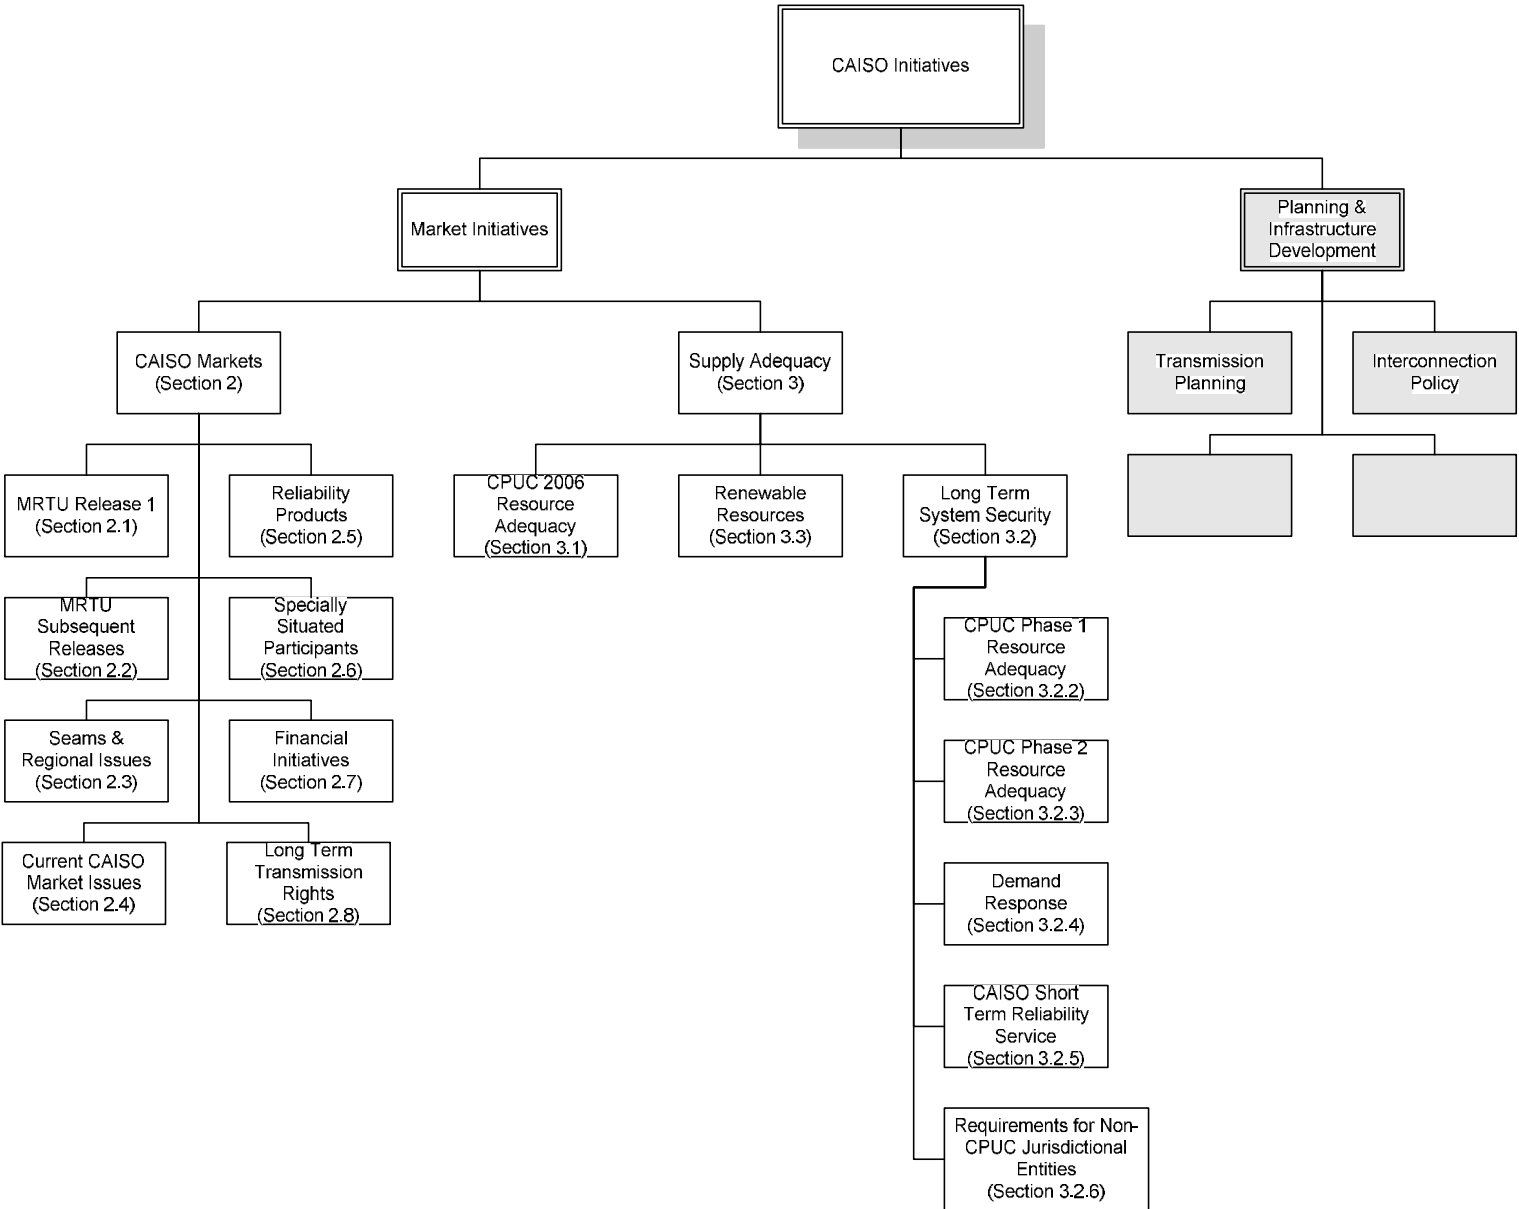 CAISO Initiatives
Market Initiatives
Planning &
Infrastructure
Development
CAISO Markets
(Section 2)
Supply Adequacy
(Section 3)
Transmission
Planning
Interconnection
Policy
MRTU Release 1
(Section 2.1)
Reliability
Products
(Section 2.5)
CPUC 2006
Resource
Adequacy
(Section 3.1)
Renewable
Resources
(Section 3.3)
Long Term
System Security
(Section 3.2)
MRTU
Subsequent
Releases
(Section 2.2)
Specially
Situated
Participants
(Section 2.6)
CPUC Phase 1
Resource
Adequacy
(Section 3.2.2)
Seams &
Regional Issues
(Section 2.3)
Financial
Initiatives
(Section 2.7)
CPUC Phase 2
Resource
Adequacy
(Section 3.2.3)
Current CAISO
Market Issues
(Section 2.4)
Long Term
Transmission
Rights
(Section 2.8)
Demand
Response
(Section 3.2.4)
CAISO Short
Term Reliability
Service
(Section 3.2.5)
Requirements for Non-
CPUC Jurisdictional
Entities
(Section 3.2.6)